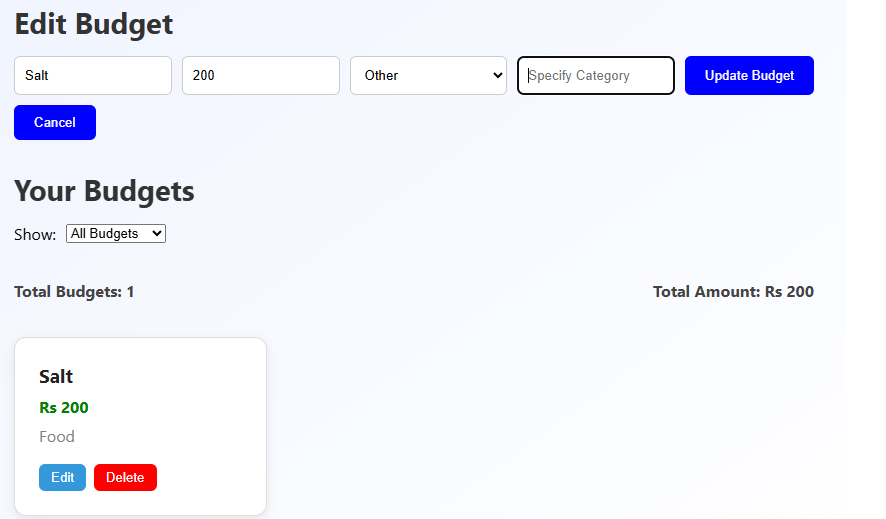 Edit Budget
Salt 200 Other Specify Category Update Budget
Cancel
Your Budgets
Show: All Budgets
Total Budgets: 1 Total Amount: Rs 200
Salt
Rs 200
Food
Edit Delete